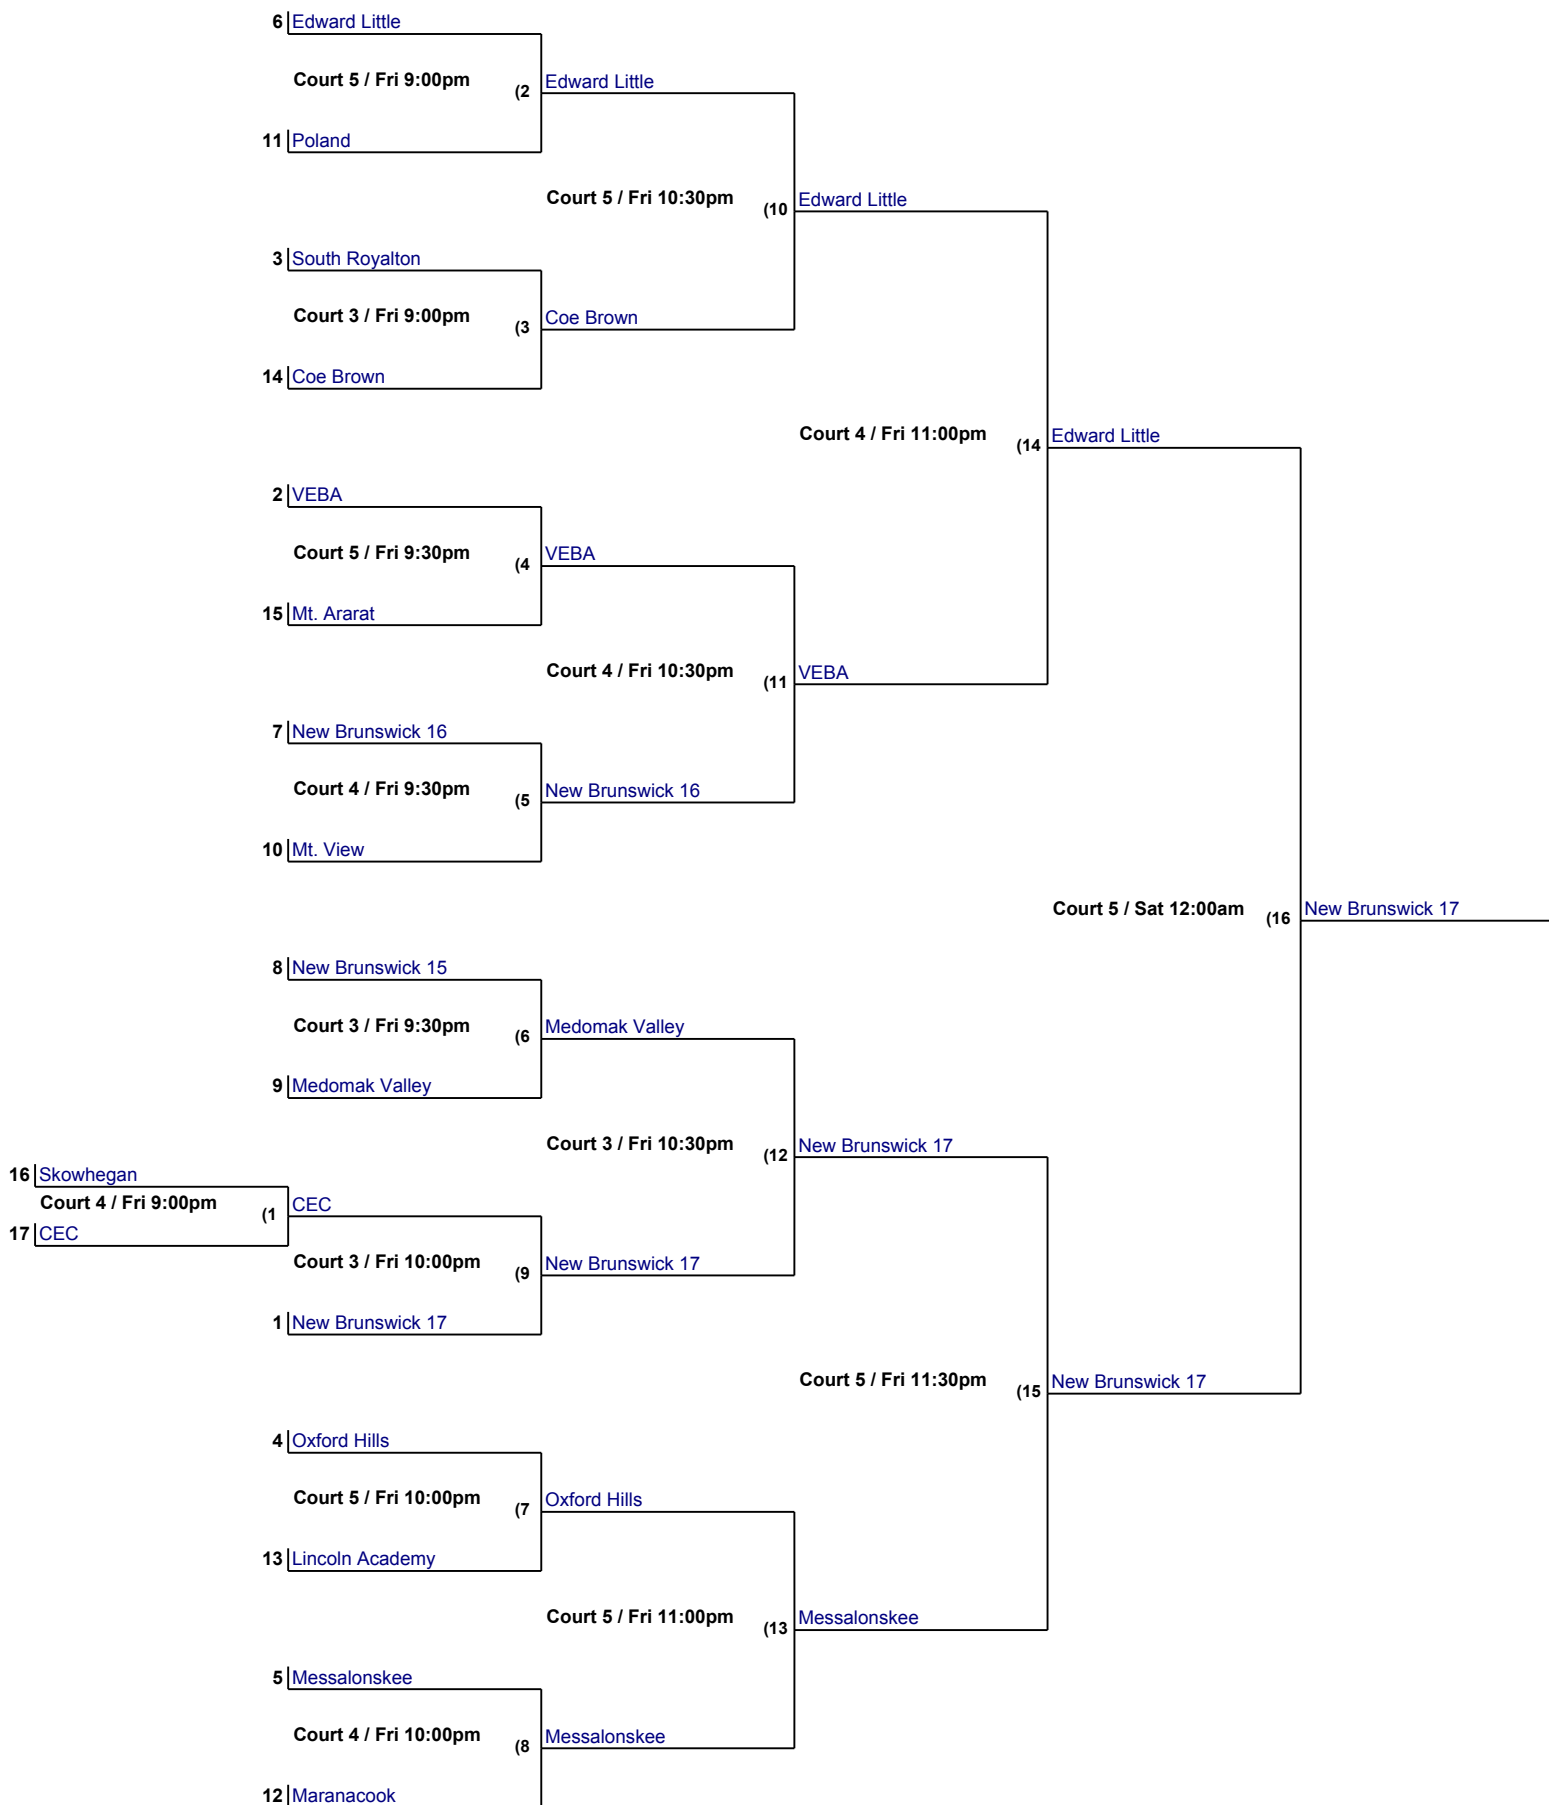 6 Edward Little
Court 5 / Fri 9:00pm (2 Edward Little
11 Poland
Court 5 / Fri 10:30pm (10 Edward Little
3 South Royalton
Court 3 / Fri 9:00pm (3 Coe Brown
14 Coe Brown
Court 4 / Fri 11:00pm (14 Edward Little
2 VEBA
Court 5 / Fri 9:30pm (4 VEBA
15 Mt. Ararat
Court 4 / Fri 10:30pm (11 VEBA
7 New Brunswick 16
Court 4 / Fri 9:30pm (5 New Brunswick 16
10 Mt. View
Court 5 / Sat 12:00am (16 New Brunswick 17
8 New Brunswick 15
Court 3 / Fri 9:30pm (6 Medomak Valley
9 Medomak Valley
Court 3 / Fri 10:30pm (12 New Brunswick 17
16 Skowhegan
Court 4 / Fri 9:00pm (1 CEC
17 CEC
Court 3 / Fri 10:00pm (9 New Brunswick 17
1 New Brunswick 17
Court 5 / Fri 11:30pm (15 New Brunswick 17
4 Oxford Hills
Court 5 / Fri 10:00pm (7 Oxford Hills
13 Lincoln Academy
Court 5 / Fri 11:00pm (13 Messalonskee
5 Messalonskee
Court 4 / Fri 10:00pm (8 Messalonskee
12 Maranacook